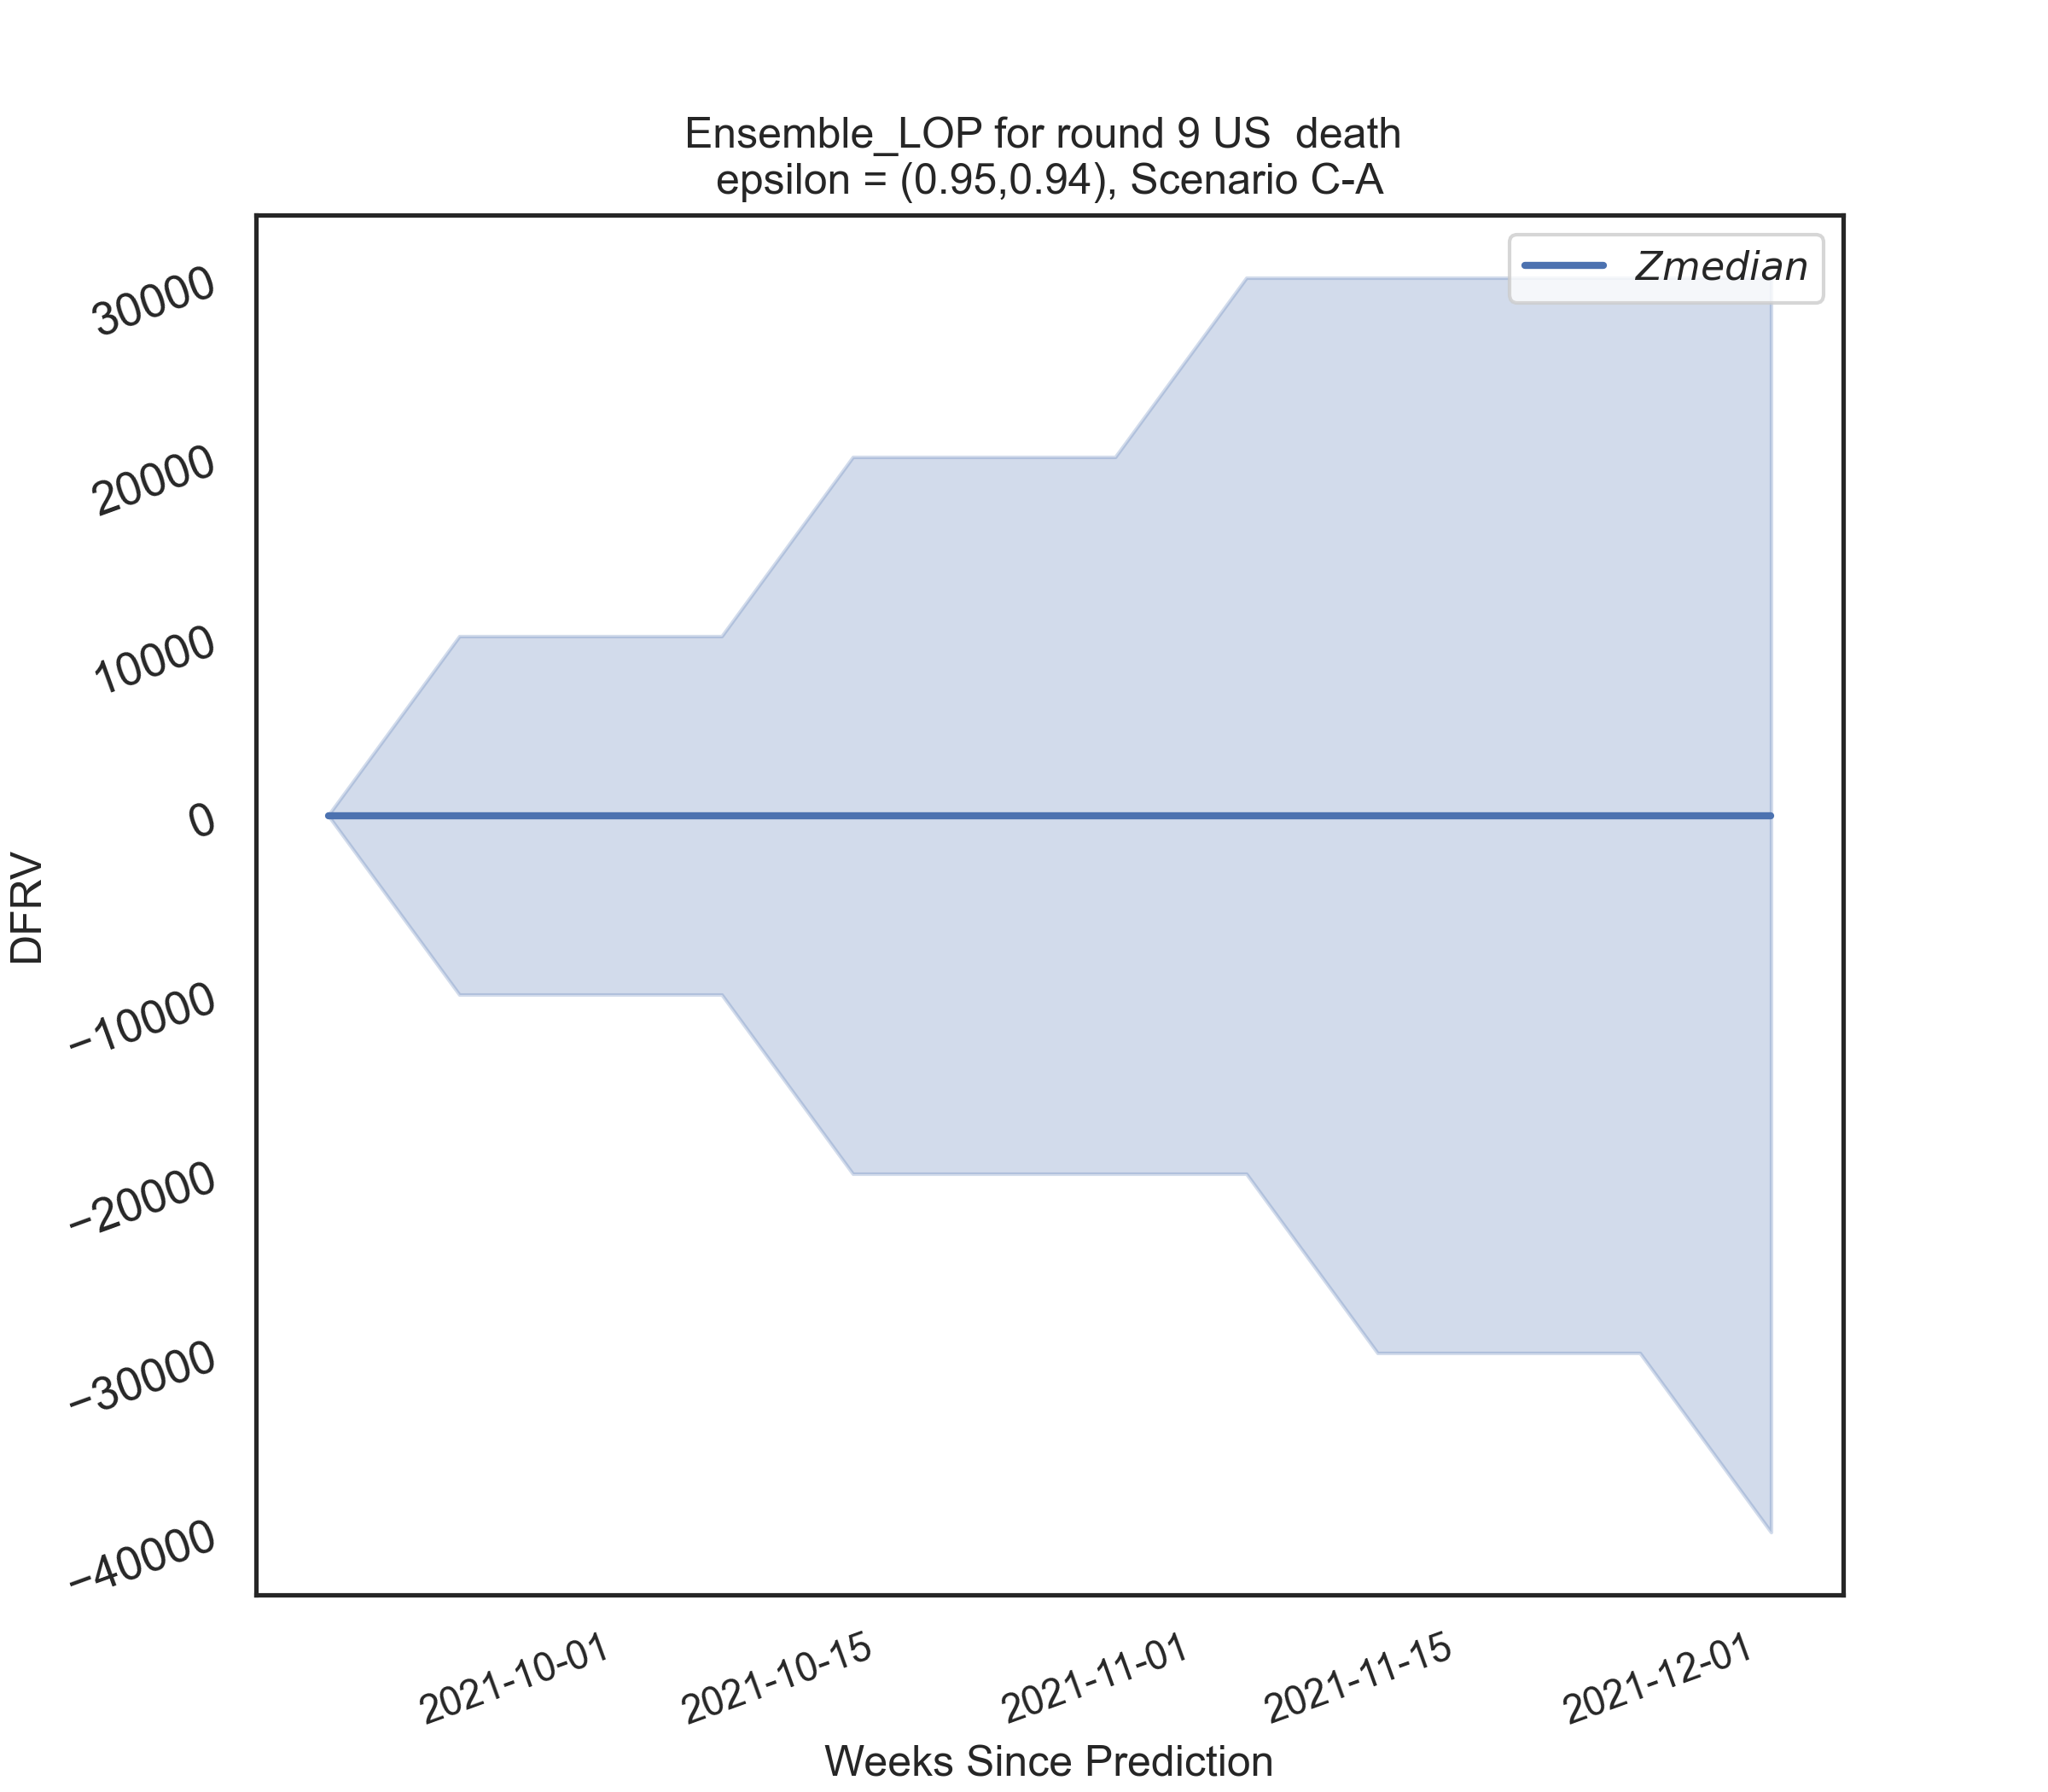 Ensemble_LOP for round 9 US  death
epsilon = (0.95,0.94), Scenario C-A
Zmedian
30000
20000
10000
0
−10000
−20000
−30000
−40000
DFRV
2021-10-01
2021-10-15
2021-11-01
2021-11-15
2021-12-01
Weeks Since Prediction